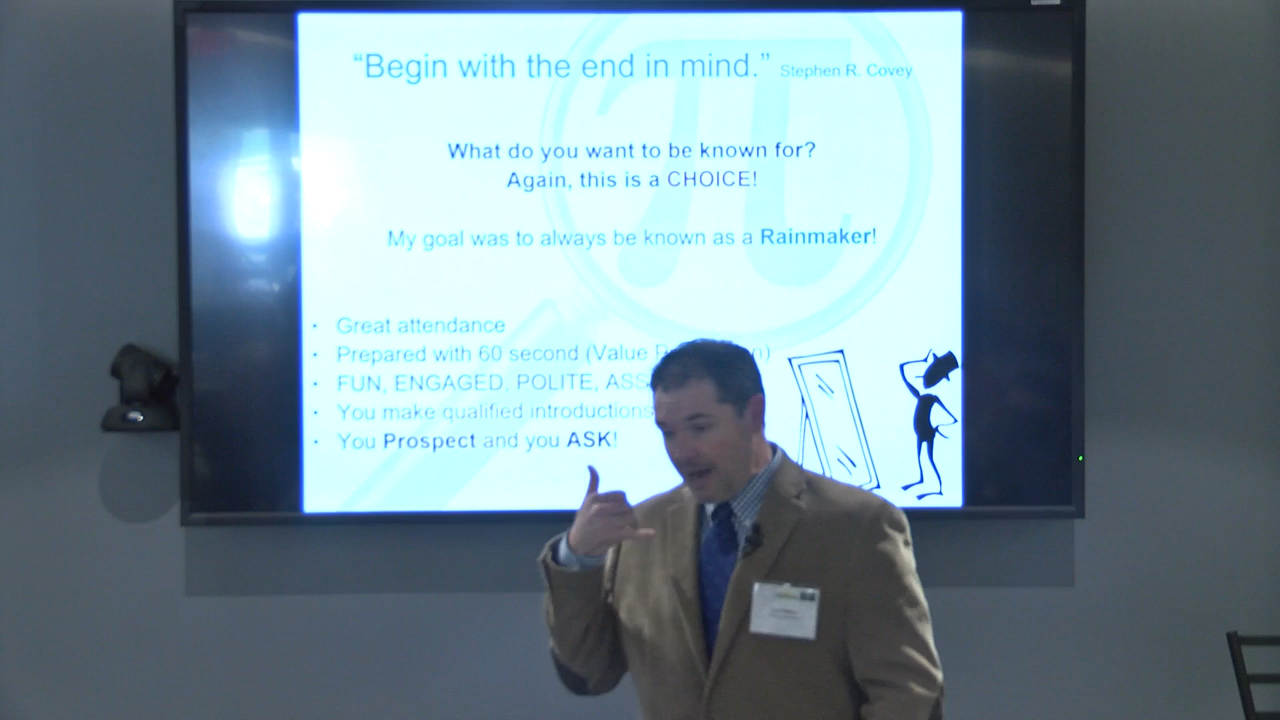 “Begin with the end in mind.” Stephen R. Covey
What do you want to be known for?
Again, this is a CHOICE!
My goal was to always be known as a Rainmaker!
· Great attendance
· Prepared with 60 second (Value
· FUN, ENGAGED, POLITE,
· You make qualified introductions
· You Prospect and you ASK!